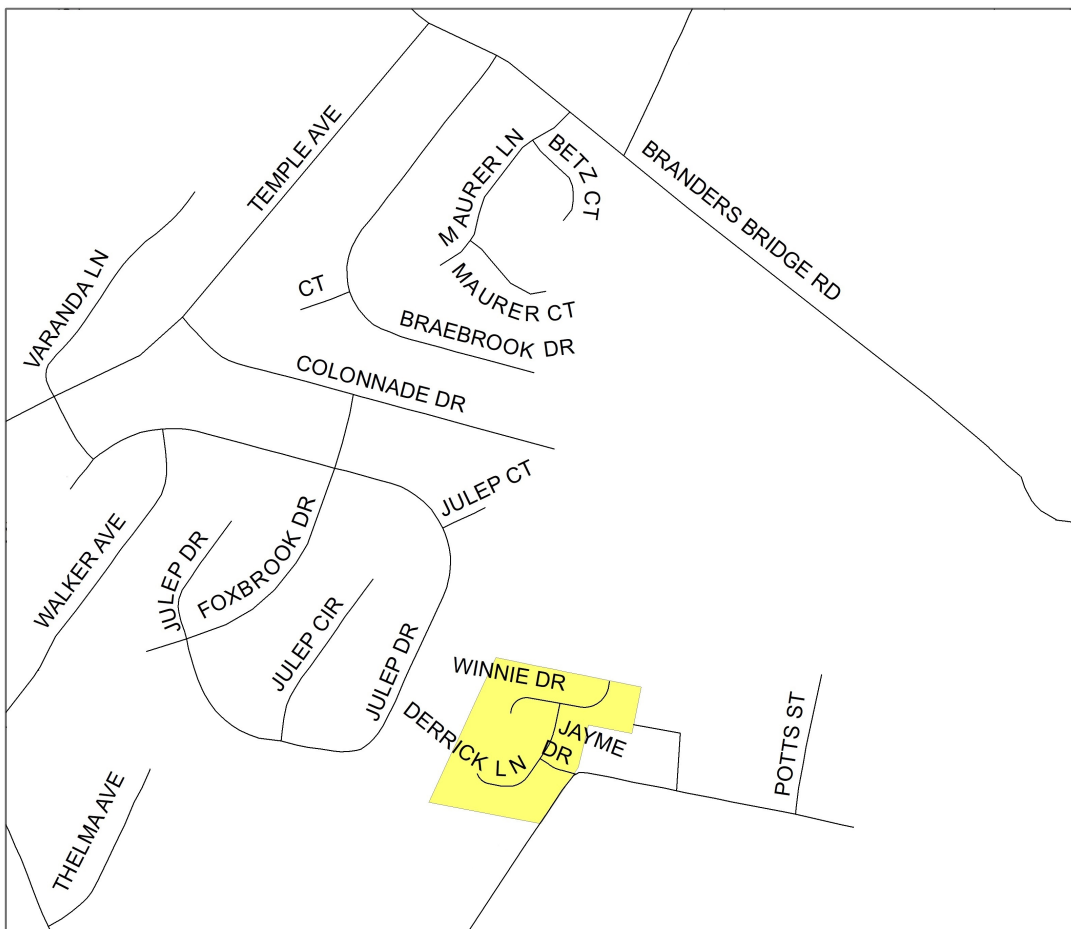 TEMPLE AVE
MAURER LN
BETZ CT
BRANDERS BRIDGE RD
VARANDA LN
CT
MAURER CT
BRAEBROOK DR
COLONNADE DR
JULEP CT
WALKER AVE
JULEP DR
FOXBROOK DR
JULEP CIR
JULEP DR
WINNIE DR
DERRICK LN
JAYME
DR
POTTS ST
THELMA AVE